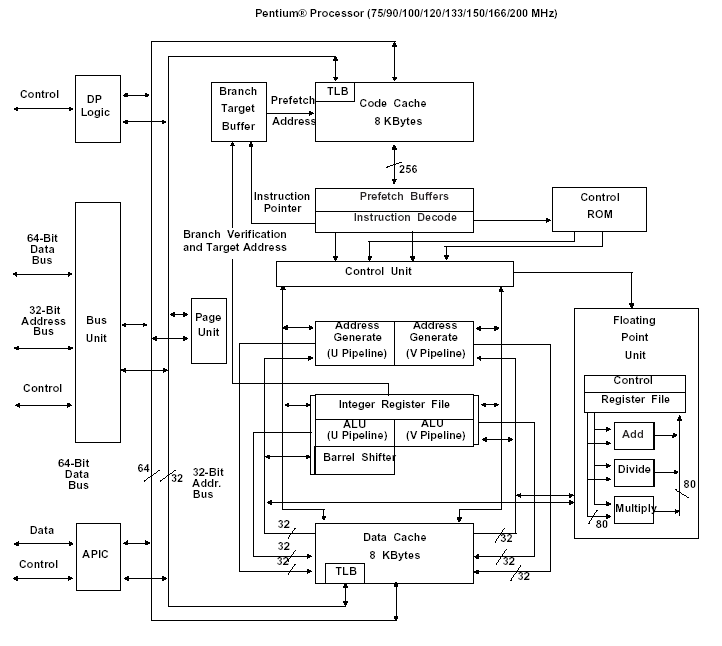 Pentium® Processor (75/90/100/120/133/150/166/200 MHz)
Control
DP
Logic
Branch
Target
Buffer
Prefetch
Address
TLB
Code Cache
8 KBytes
256
Instruction
Pointer
Prefetch Buffers
Instruction Decode
Control
ROM
Branch Verification
and Target Address
64-Bit
Data
Bus
32-Bit
Address
Bus
Control
Bus
Unit
Page
Unit
Control Unit
Address
Generate
(U Pipeline)
Address
Generate
(V Pipeline)
Integer Register File
ALU
(U Pipeline)
ALU
(V Pipeline)
Barrel Shifter
Floating
Point
Unit
Control
Register File
Add
Divide
Multiply
80
80
64-Bit
Data
Bus
64
32
32-Bit
Addr.
Bus
Data
Control
APIC
32
32
32
Data Cache
8 KBytes
TLB
32
32
32